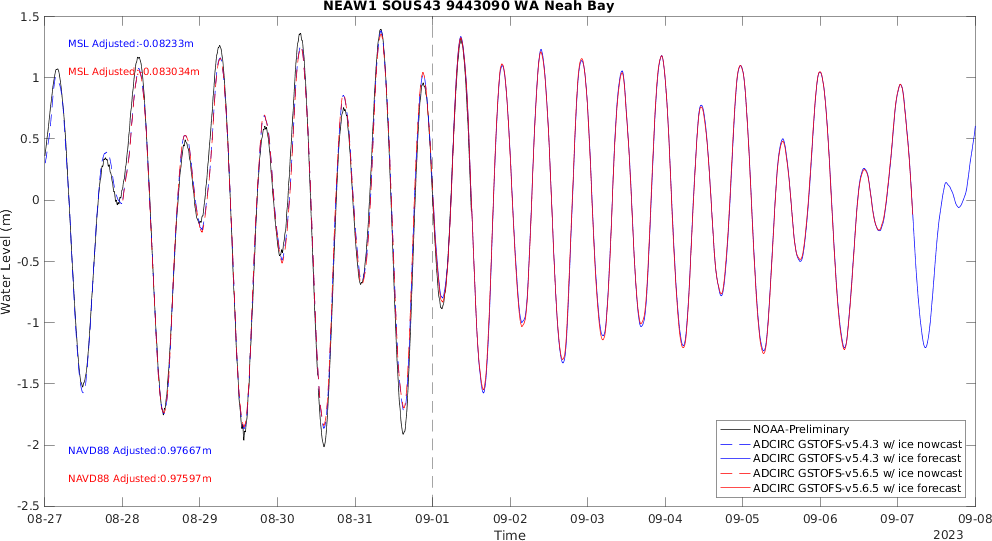 NEAW1 SOUS43 9443090 WA Neah Bay
1.5
1
0.5
0
-0.5
-1
-1.5
-2
-2.5
Water Level (m)
MSL Adjusted:-0.08233m
MSL Adjusted:-0.083034m
NAVD88 Adjusted:0.97667m
NAVD88 Adjusted:0.97597m
NOAA-Preliminary
ADCIRC GSTOFS-v5.4.3 w/ ice nowcast
ADCIRC GSTOFS-v5.4.3 w/ ice forecast
ADCIRC GSTOFS-v5.6.5 w/ ice nowcast
ADCIRC GSTOFS-v5.6.5 w/ ice forecast
08-27 08-28 08-29 08-30 08-31 09-01 09-02 09-03 09-04 09-05 09-06 09-07 09-08
Time
2023